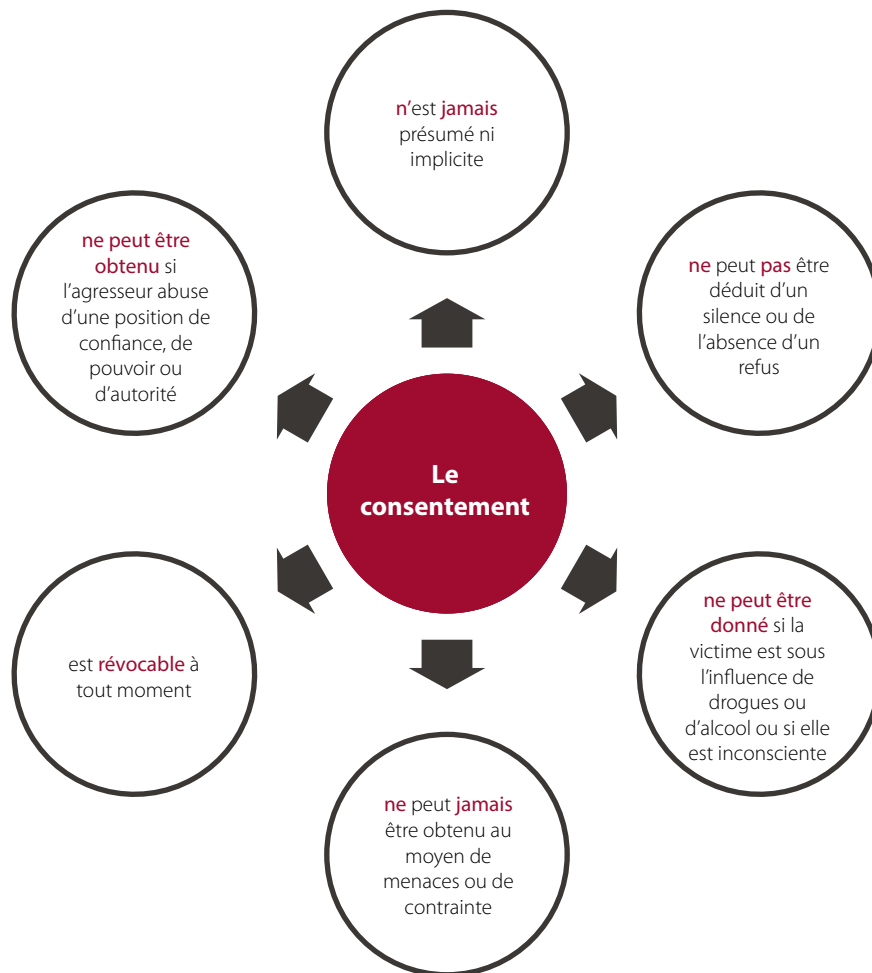 n'est jamais
présumé ni
implicite
ne peut être
obtenu si
l'agresseur abuse
d'une position de
confiance, de
pouvoir ou
d'autorité
ne peut pas être
déduit d'un
silence ou de
l'absence d'un
refus
Le
consentement
est révocable à
tout moment
ne peut être
donné si la
victime est sous
l'influence de
drogues ou
d'alcool ou si elle
est inconsciente
ne peut jamais
être obtenu au
moyen de
menaces ou de
contrainte